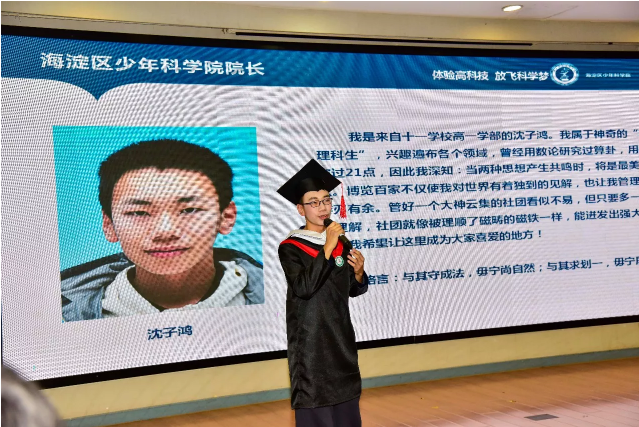 海淀区少年科学院院长
体验高科技 放飞科学梦
海淀区少年科学院
我是来自十一学校高一学部的沈子鸿。我属于神奇的“
理科生”，兴趣遍布各个领域，曾经用数论研究过算卦，用
过21点，因此我深知：当两种思想产生共鸣时，将是最美
博览百家不仅使我对世界有着独到的见解，也让我管理
有余。管好一个大神云集的社团看似不易，但只要多一
理解，社团就像被理顺了磁畴的磁铁一样，能迸发出强大
我希望让这里成为大家喜爱的地方！
格言：与其守成法，毋宁尚自然；与其求划一，毋宁
沈子鸿